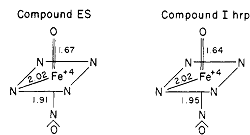 Compound ES
Compound I hrp
O
O
1.67
1.64
N
N
N
N
2.02
Fe+4
2.02
Fe+4
N
N
N
N
1.91
1.95
N
N